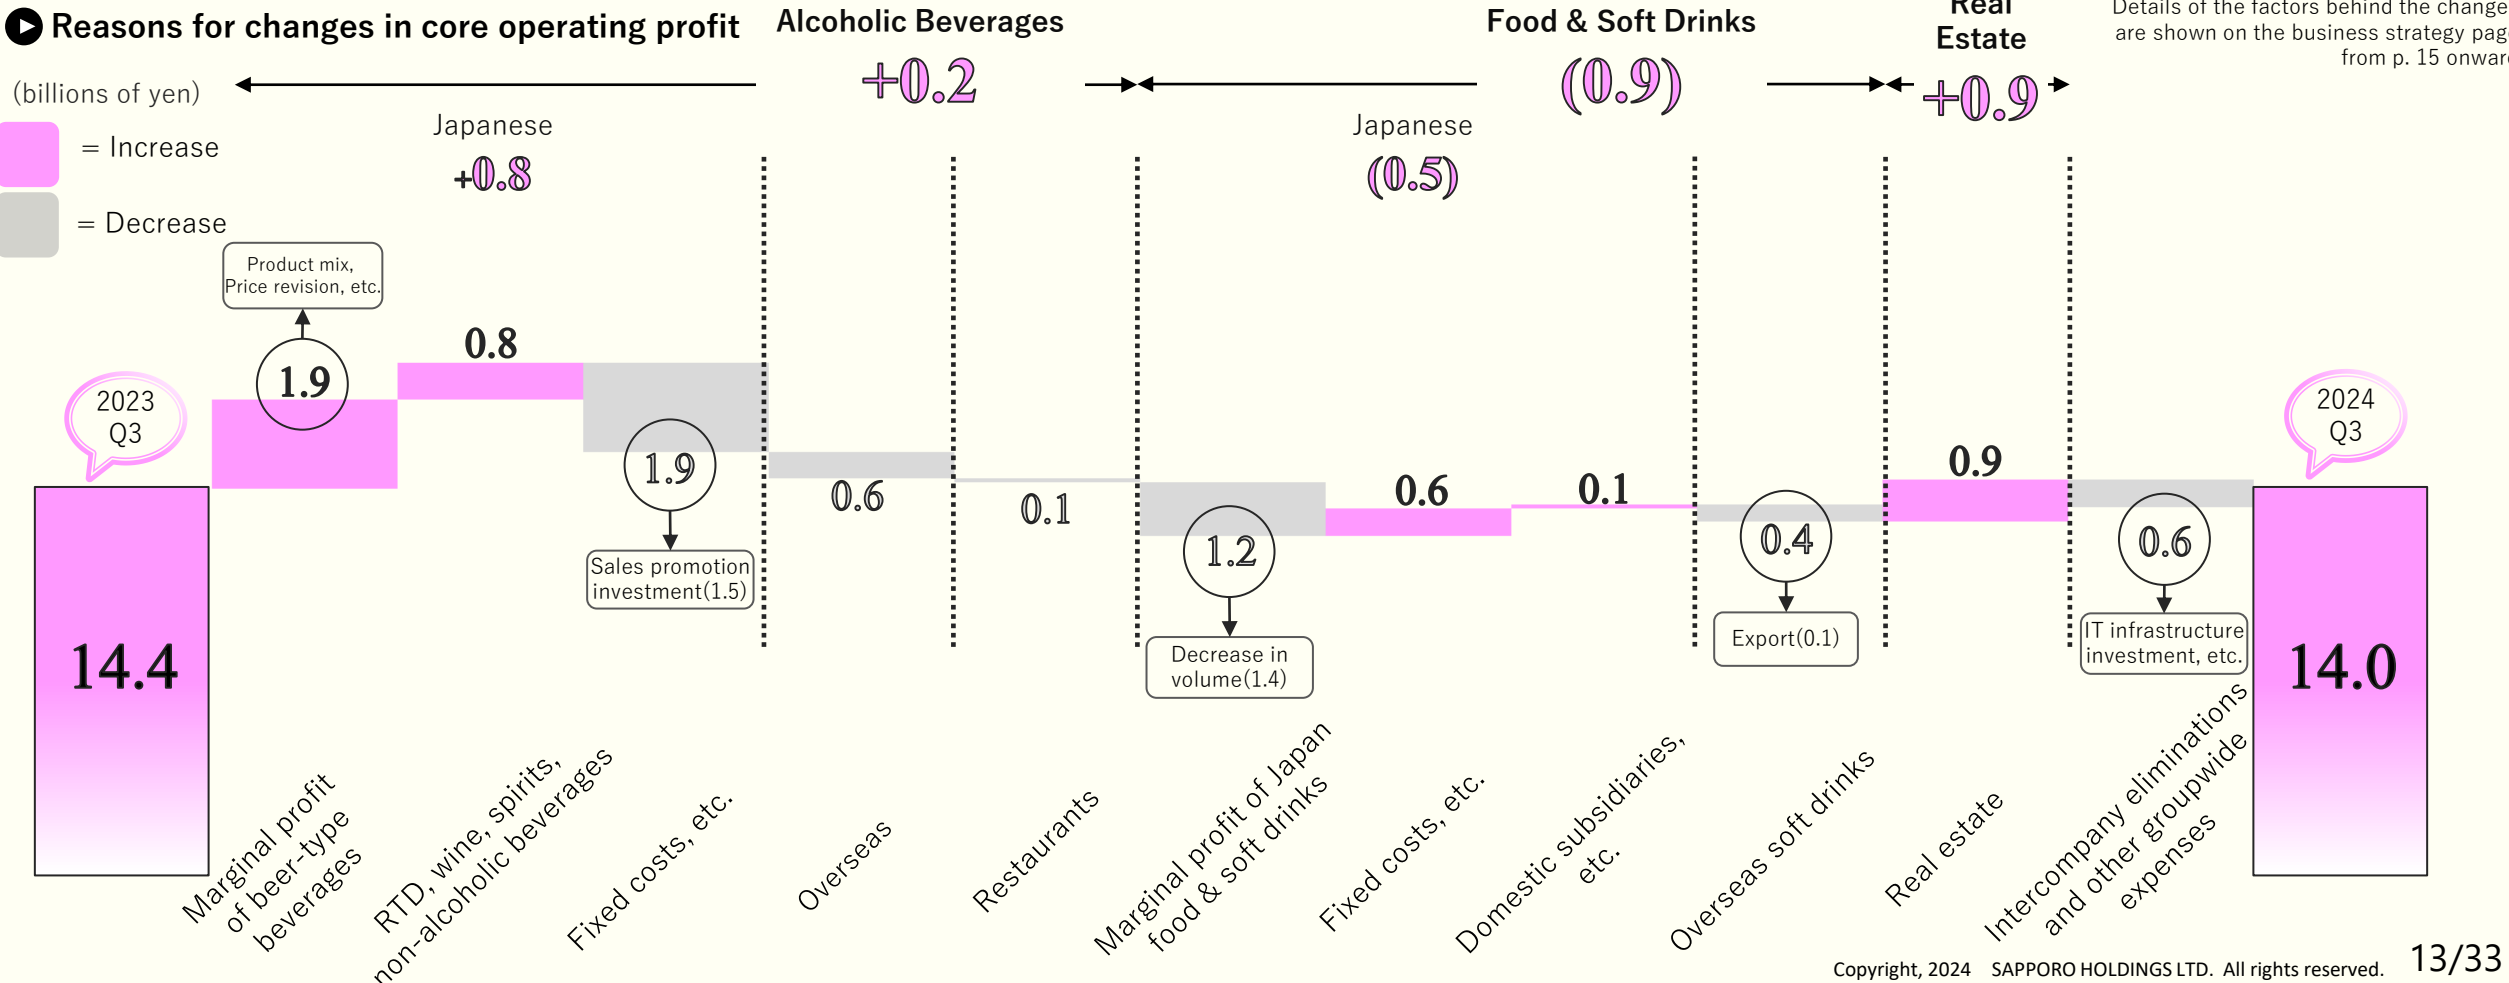 Reasons for changes in core operating profit
Alcoholic Beverages
Food & Soft Drinks
Real
Estate
Details of the factors behind the change
are shown on the business strategy pag
from p. 15 onward
+0.2
(0.9)
+0.9
(billions of yen)
= Increase
= Decrease
Japanese
+0.8
Japanese
(0.5)
Product mix,
Price revision, etc.
1.9
0.8
2023
Q3
14.4
1.9
Sales promotion
investment(1.5)
0.6
0.1
1.2
Decrease in
volume(1.4)
0.6
0.1
0.4
Export(0.1)
0.9
0.6
IT infrastructure
investment, etc.
2024
Q3
14.0
Marginal profit
of beer-type
beverages
RTD, wine, spirits,
non-alcoholic beverages
Fixed costs, etc.
Overseas
Restaurants
Marginal profit of Japan
food & soft drinks
Fixed costs, etc.
Domestic subsidiaries,
etc.
Overseas soft drinks
Real estate
Intercompany eliminations
and other groupwide
expenses
Copyright, 2024 SAPPORO HOLDINGS LTD. All rights reserved.
13/33